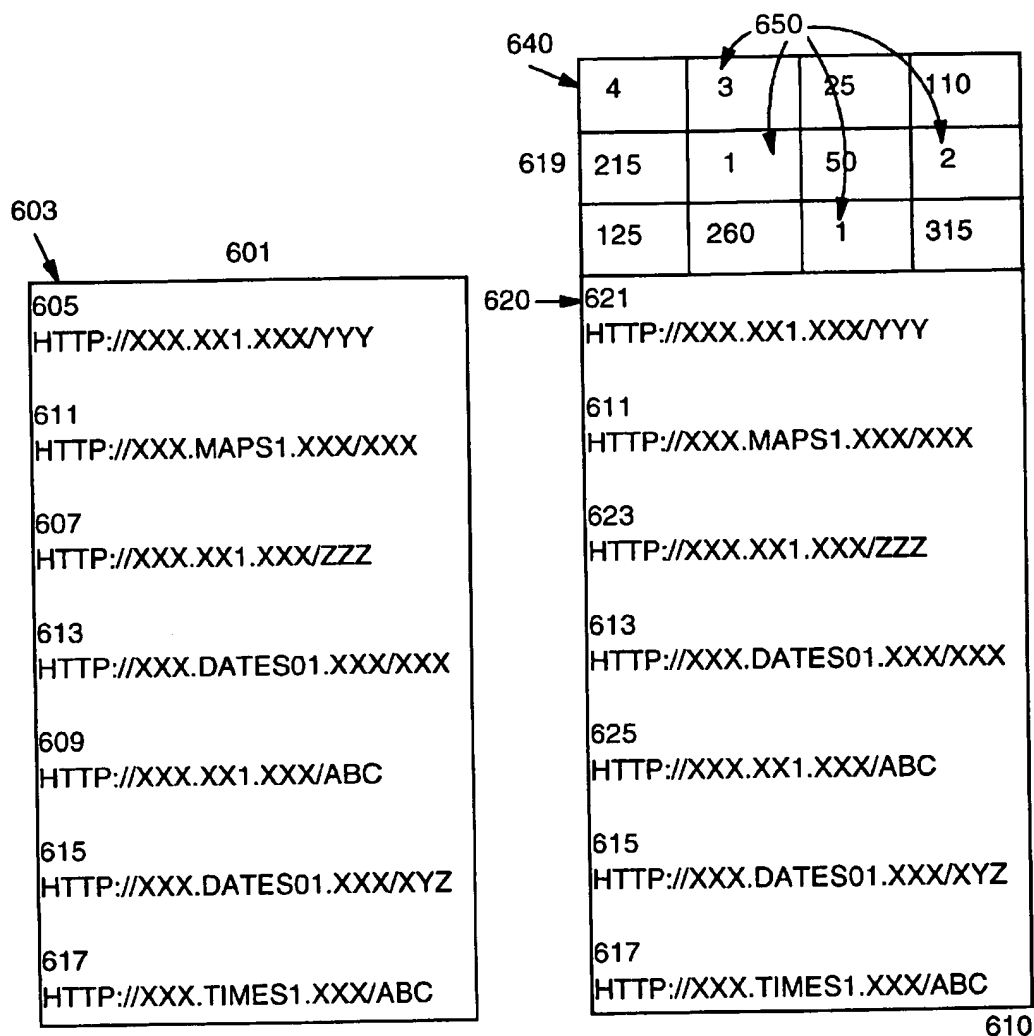 603
601
605
HTTP://XXX.XX1.XXX/YYY
611
HTTP://XXX.MAPS1.XXX/XXX
607
HTTP://XXX.XX1.XXX/ZZZ
613
HTTP://XXX.DATES01.XXX/XXX
609
HTTP://XXX.XX1.XXX/ABC
615
HTTP://XXX.DATES01.XXX/XYZ
617
HTTP://XXX.TIMES1.XXX/ABC
650
640
4 3 25 110
619 215 1 50 2
125 260 1 315
620 621
HTTP://XXX.XX1.XXX/YYY
611
HTTP://XXX.MAPS1.XXX/XXX
623
HTTP://XXX.XX1.XXX/ZZZ
613
HTTP://XXX.DATES01.XXX/XXX
625
HTTP://XXX.XX1.XXX/ABC
615
HTTP://XXX.DATES01.XXX/XYZ
617
HTTP://XXX.TIMES1.XXX/ABC
610